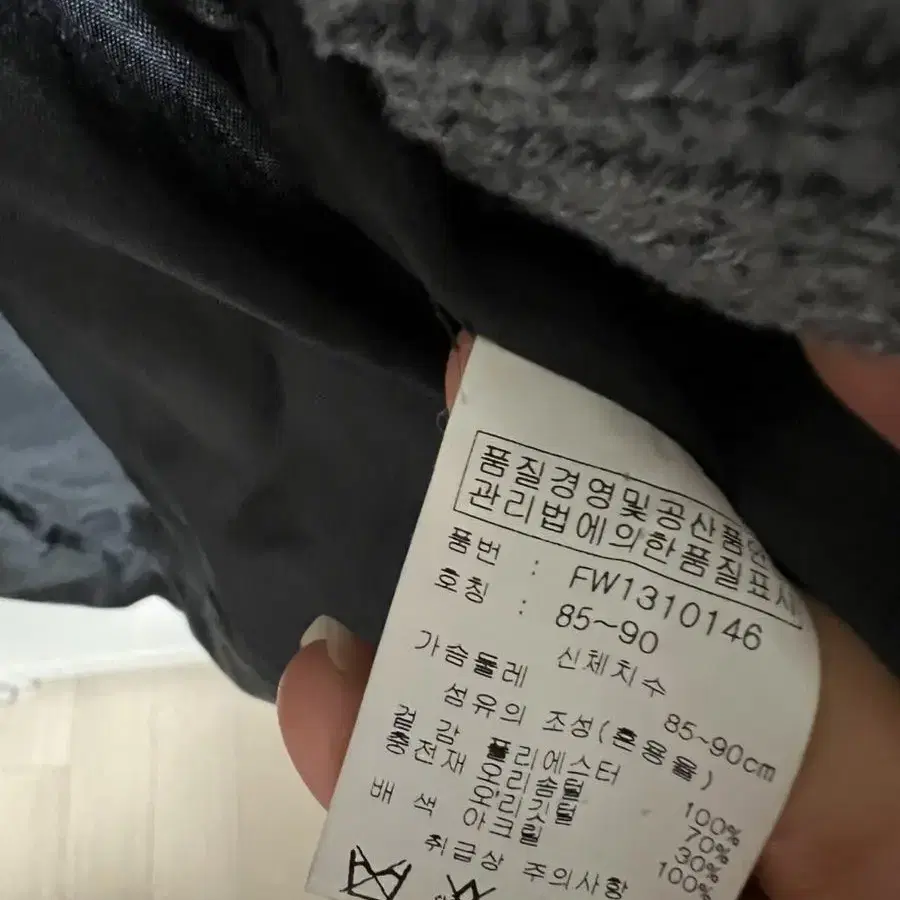 품질경영및공산품안
관리법에의한품질표시
품번 : FW1310146
호칭 : 85~90
신체치수
가슴둘레 85~90cm
섬유의 조성(혼용율)
겉감 폴리에스터 100%
충전재 오리솜털 70%
오리깃털 30%
배색 아크릴 100%
취급상 주의사항